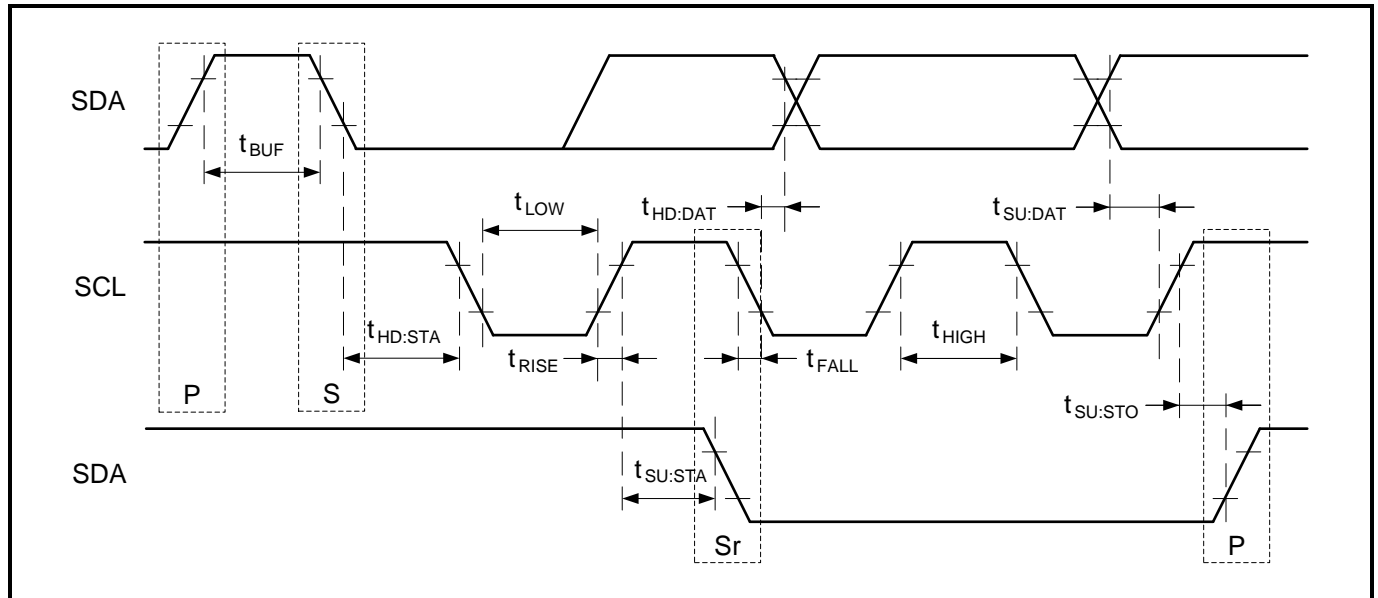 SDA
tBUF
tLOW
tHD:DAT
tSU:DAT
SCL
tHD:STA
tRISE
tFALL
tHIGH
P
S
tSU:STO
SDA
tSU:STA
Sr
P